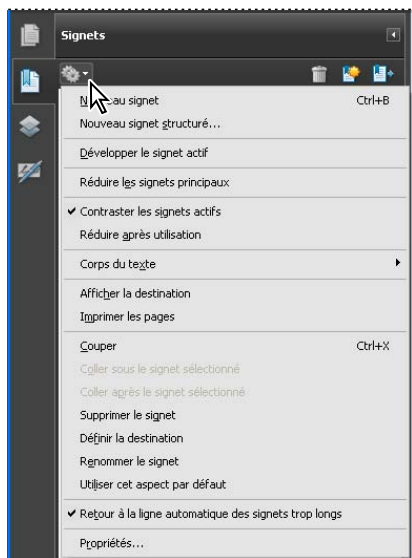 Signets
Nouveau signet Ctrl+B
Nouveau signet structuré...
Développer le signet actif
Réduire les signets principaux
✔ Contraster les signets actifs
Réduire après utilisation
Corps du texte
Afficher la destination
Imprimer les pages
Couper Ctrl+X
Coller sous le signet sélectionné
Coller après le signet sélectionné
Supprimer le signet
Définir la destination
Renommer le signet
Utiliser cet aspect par défaut
✔ Retour à la ligne automatique des signets trop longs
Propriétés...